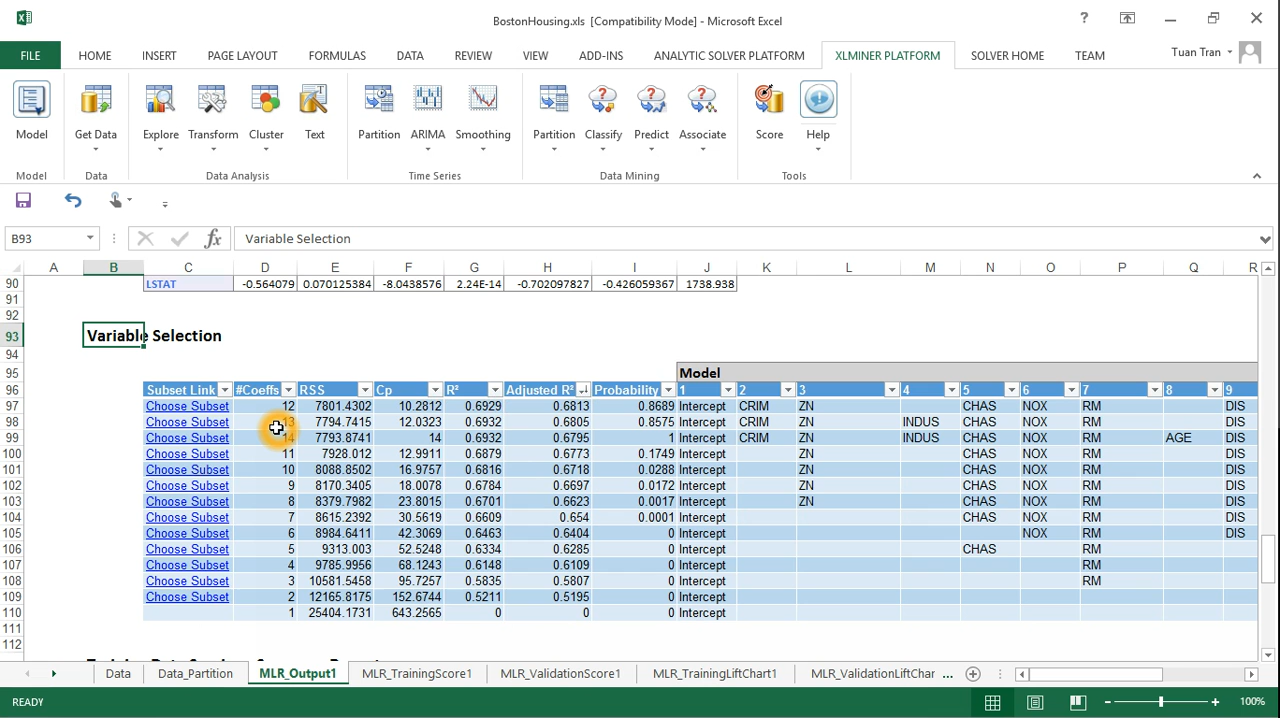 BostonHousing.xls [Compatibility Mode] - Microsoft Excel
?
FILE HOME INSERT PAGE LAYOUT FORMULAS DATA REVIEW VIEW ADD-INS ANALYTIC SOLVER PLATFORM XLMINER PLATFORM SOLVER HOME TEAM Tuan Tran
Model Get Data Explore Transform Cluster Text Partition ARIMA Smoothing Partition Classify Predict Associate Score Help
Model Data Data Analysis Time Series Data Mining Tools
B93 fx Variable Selection
A B C D E F G H I J K L M N O P Q R
90 LSTAT -0.564079 0.070125384 -8.0438576 2.24E-14 -0.702097827 -0.426059367 1738.938
91
92
93 Variable Selection
94
95 Model
96 Subset Link #Coeffs RSS Cp R² Adjusted R² Probability 1 2 3 4 5 6 7 8 9
97 Choose Subset 12 7801.4302 10.2812 0.6929 0.6813 0.8689 Intercept CRIM ZN CHAS NOX RM DIS
98 Choose Subset 13 7794.7415 12.0323 0.6932 0.6805 0.8575 Intercept CRIM ZN INDUS CHAS NOX RM DIS
99 Choose Subset 14 7793.8741 14 0.6932 0.6795 1 Intercept CRIM ZN INDUS CHAS NOX RM AGE DIS
100 Choose Subset 11 7928.012 12.9911 0.6879 0.6773 0.1749 Intercept ZN CHAS NOX RM DIS
101 Choose Subset 10 8088.8502 16.9757 0.6816 0.6718 0.0288 Intercept ZN CHAS NOX RM DIS
102 Choose Subset 9 8170.3405 18.0078 0.6784 0.6697 0.0172 Intercept ZN CHAS NOX RM DIS
103 Choose Subset 8 8379.7982 23.8015 0.6701 0.6623 0.0017 Intercept ZN CHAS NOX RM DIS
104 Choose Subset 7 8615.2392 30.5619 0.6609 0.654 0.0001 Intercept CHAS NOX RM DIS
105 Choose Subset 6 8984.6411 42.3069 0.6463 0.6404 0 Intercept NOX RM DIS
106 Choose Subset 5 9313.003 52.5248 0.6334 0.6285 0 Intercept CHAS RM
107 Choose Subset 4 9785.9956 68.1243 0.6148 0.6109 0 Intercept RM
108 Choose Subset 3 10581.5458 95.7257 0.5835 0.5807 0 Intercept RM
109 Choose Subset 2 12165.8175 152.6744 0.5211 0.5195 0 Intercept
110 1 25404.1731 643.2565 0 0 0 Intercept
111
112
Data Data_Partition MLR_Output1 MLR_TrainingScore1 MLR_ValidationScore1 MLR_TrainingLiftChart1 MLR_ValidationLiftChar ...
READY 100%